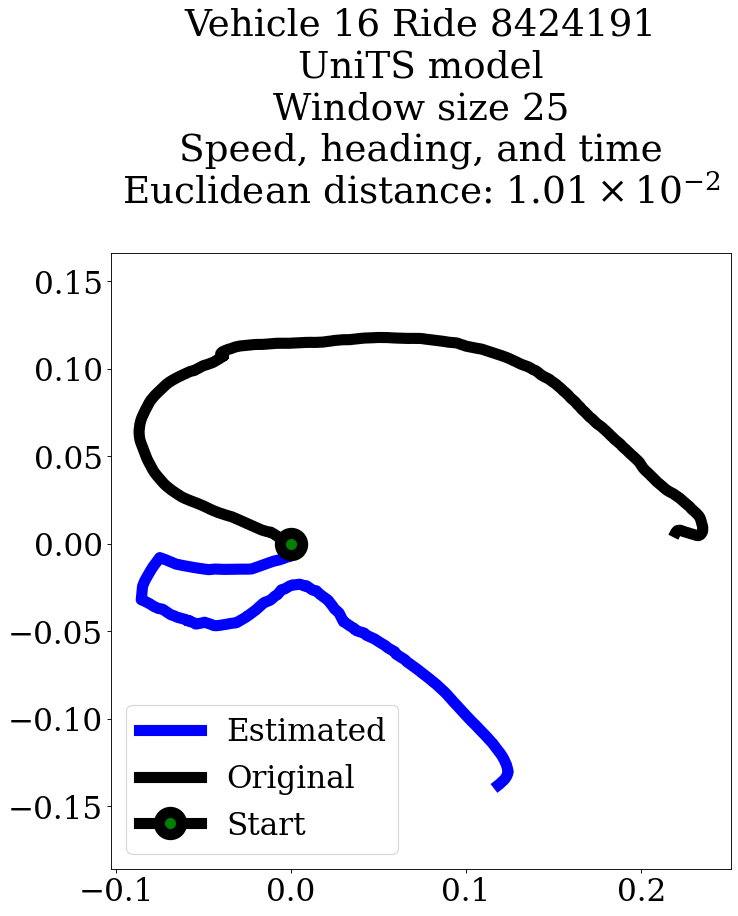 Vehicle 16 Ride 8424191
UniTS model
Window size 25
Speed, heading, and time
Euclidean distance: 1.01 × 10⁻²
0.15
0.10
0.05
0.00
−0.05
−0.10
−0.15
Estimated
Original
Start
−0.1
0.0
0.1
0.2